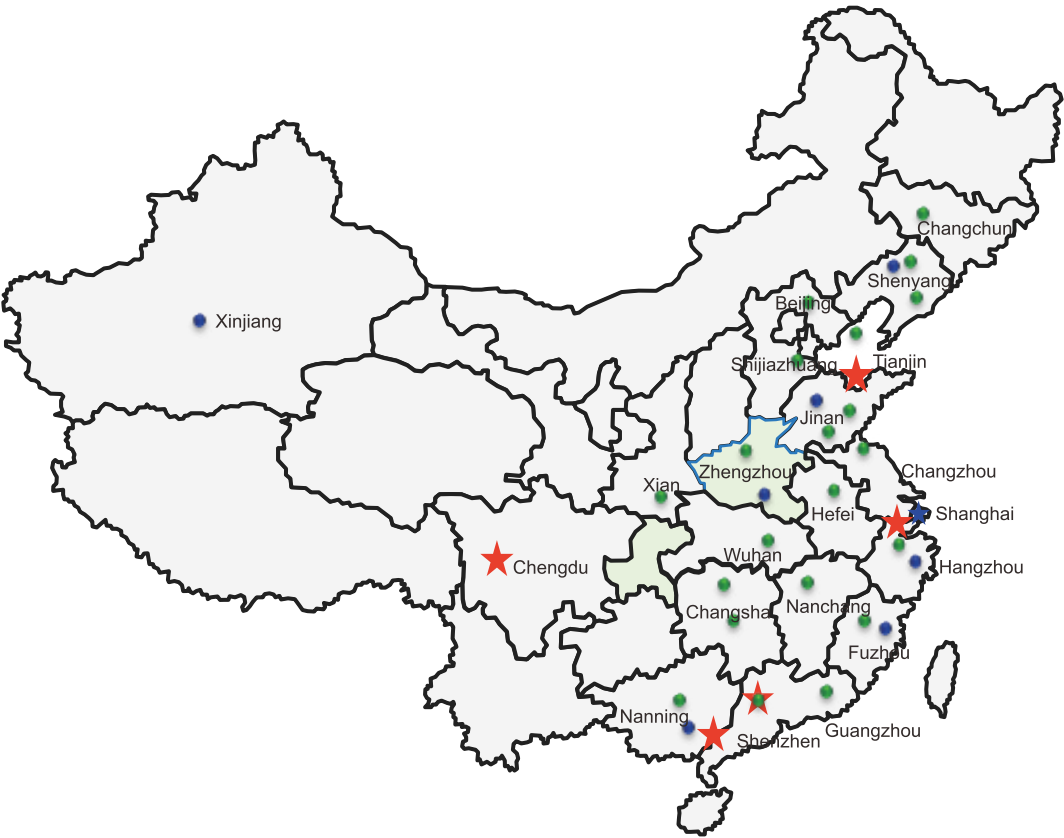 Changchun
Shenyang
Beijing
Xinjiang
Shijiazhuang
Tianjin
Jinan
Zhengzhou
Changzhou
Xian
Hefei
Shanghai
Wuhan
Chengdu
Hangzhou
Changsha
Nanchang
Fuzhou
Nanning
Shenzhen
Guangzhou